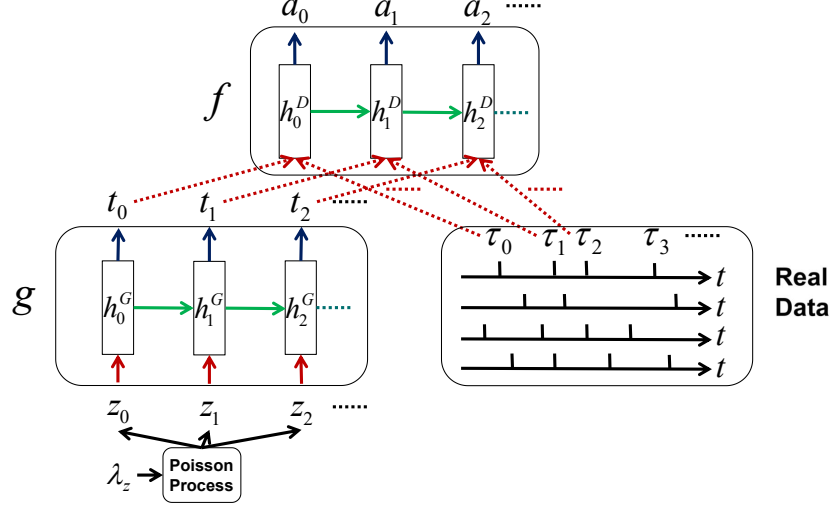 a₀ a₁ a₂ ......
f
h₀ᴰ h₁ᴰ h₂ᴰ ......
t₀ t₁ t₂ ......
g
h₀ᴳ h₁ᴳ h₂ᴳ ......
z₀ z₁ z₂ ......
λ_z
Poisson
Process
τ₀ τ₁ τ₂ τ₃ ......
t
t
t
t
Real
Data